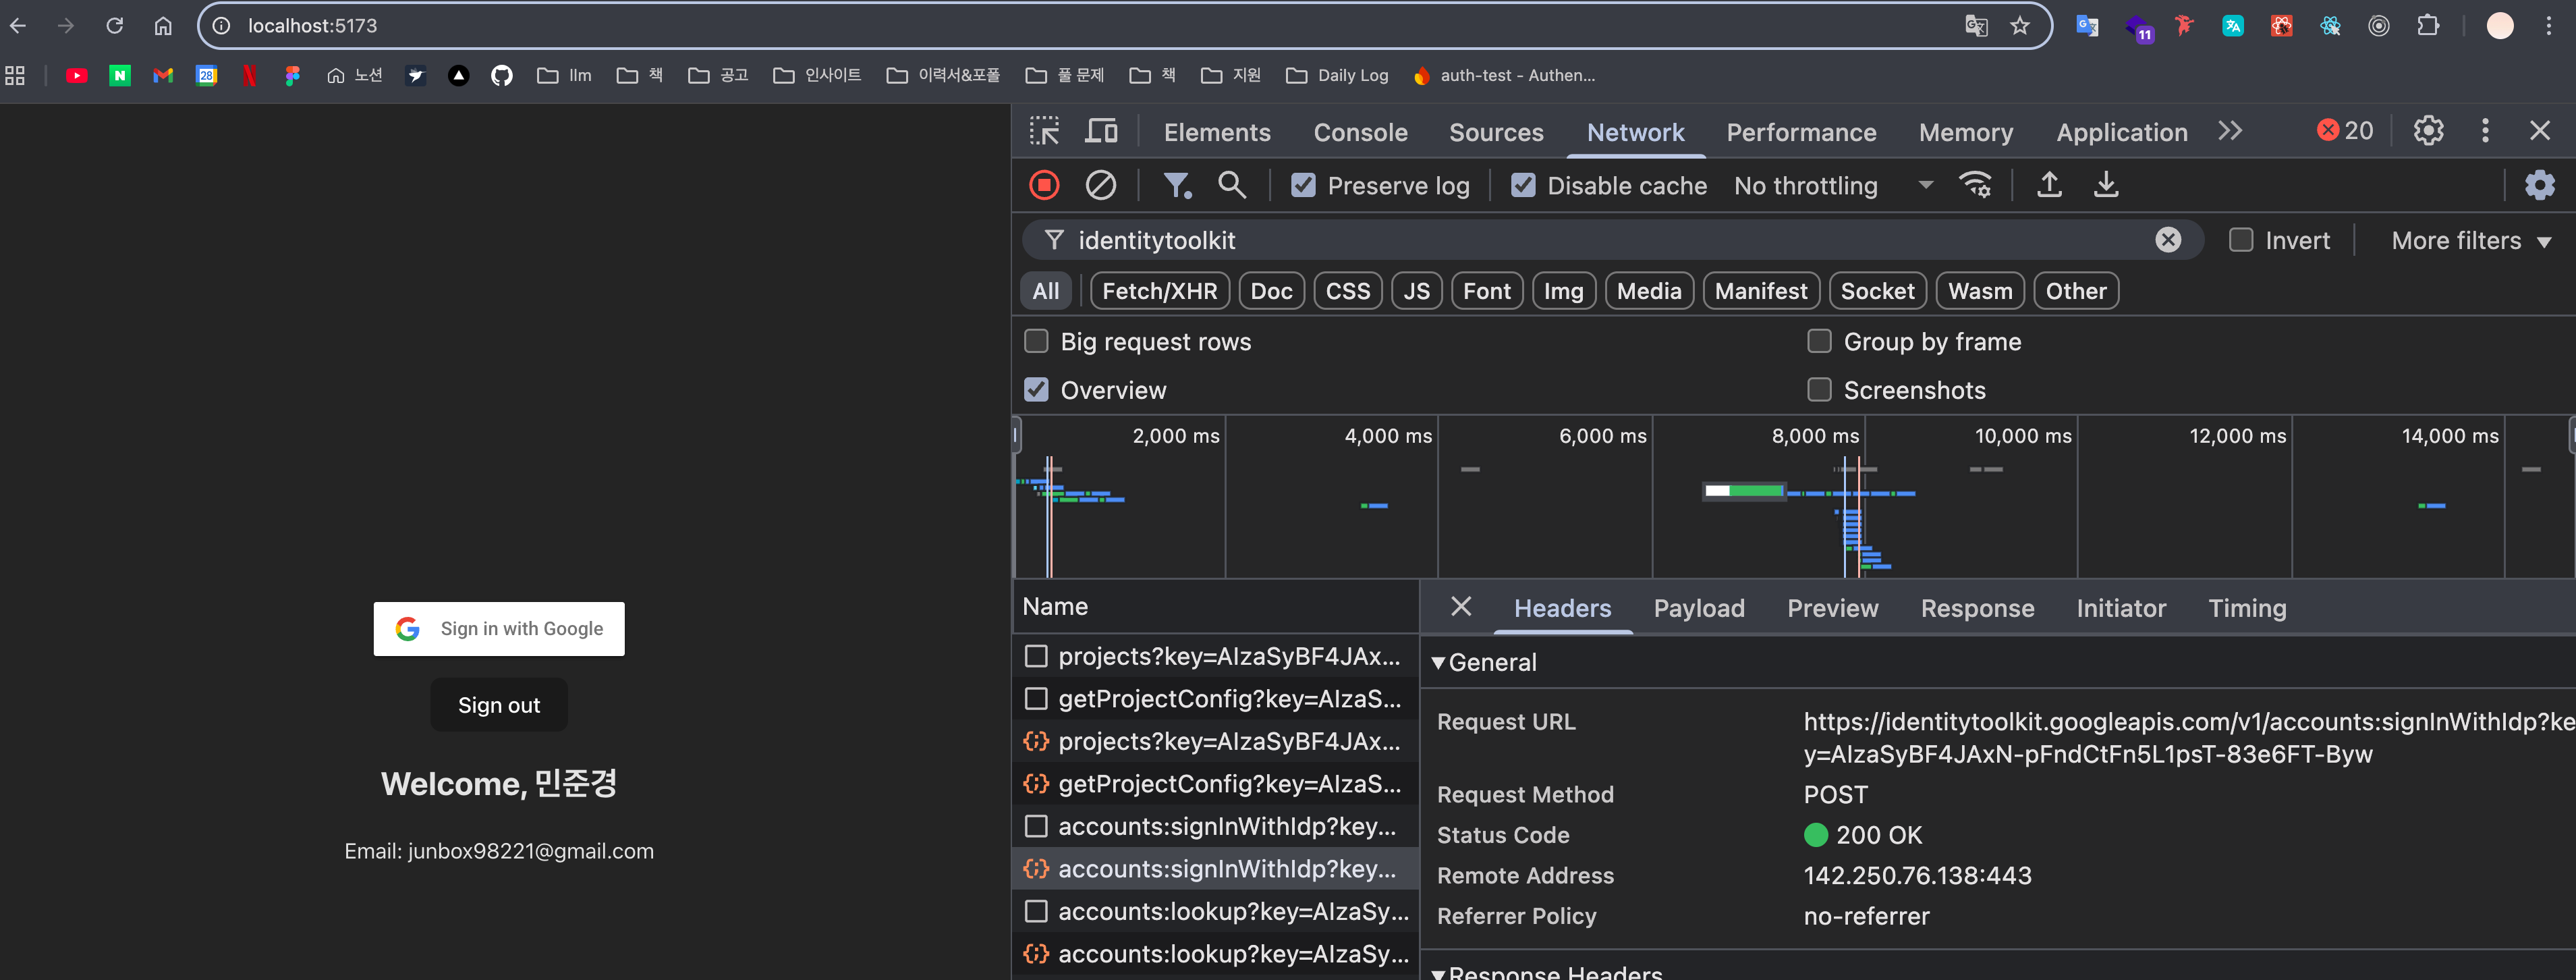 localhost:5173
11
28
노션
llm
책
공고
인사이트
이력서&포폴
풀 문제
책
지원
Daily Log
auth-test - Authen...
Sign in with Google
Sign out
Welcome, 민준경
Email: junbox98221@gmail.com
Elements
Console
Sources
Network
Performance
Memory
Application
20
Preserve log
Disable cache
No throttling
identitytoolkit
Invert
More filters
All
Fetch/XHR
Doc
CSS
JS
Font
Img
Media
Manifest
Socket
Wasm
Other
Big request rows
Group by frame
Overview
Screenshots
2,000 ms
4,000 ms
6,000 ms
8,000 ms
10,000 ms
12,000 ms
14,000 ms
Name
projects?key=AIzaSyBF4JAx...
getProjectConfig?key=AIzaS...
projects?key=AIzaSyBF4JAx...
getProjectConfig?key=AIzaS...
accounts:signInWithIdp?key...
accounts:signInWithIdp?key...
accounts:lookup?key=AIzaSy...
accounts:lookup?key=AIzaSy...
Headers
Payload
Preview
Response
Initiator
Timing
General
Request URL
https://identitytoolkit.googleapis.com/v1/accounts:signInWithIdp?ke
y=AIzaSyBF4JAxN-pFndCtFn5L1psT-83e6FT-Byw
Request Method
POST
Status Code
200 OK
Remote Address
142.250.76.138:443
Referrer Policy
no-referrer
Response Headers